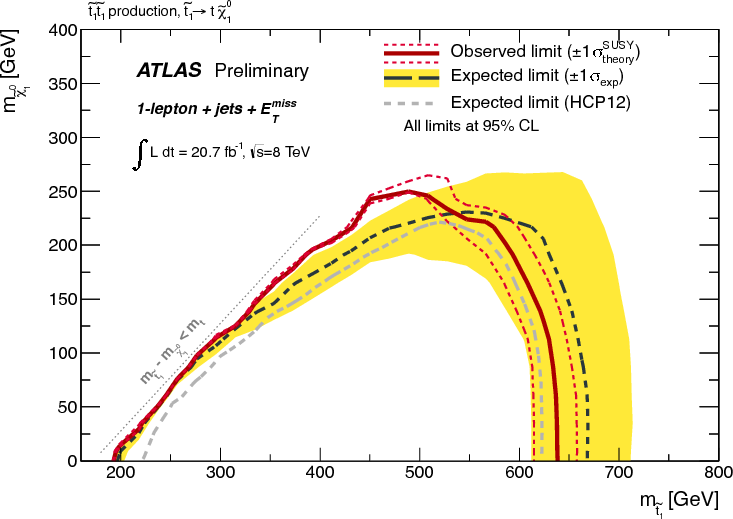 t̃₁t̃₁ production, t̃₁→ t χ̃₁⁰
m_χ̃₁⁰ [GeV]
400
350
300
250
200
150
100
50
0
ATLAS Preliminary
1-lepton + jets + E_T^miss
∫ L dt = 20.7 fb⁻¹, √s=8 TeV
Observed limit (±1 σ_theory^SUSY)
Expected limit (±1 σ_exp)
Expected limit (HCP12)
All limits at 95% CL
m_t̃₁ - m_χ̃₁⁰ < m_t
200 300 400 500 600 700 800
m_t̃₁ [GeV]